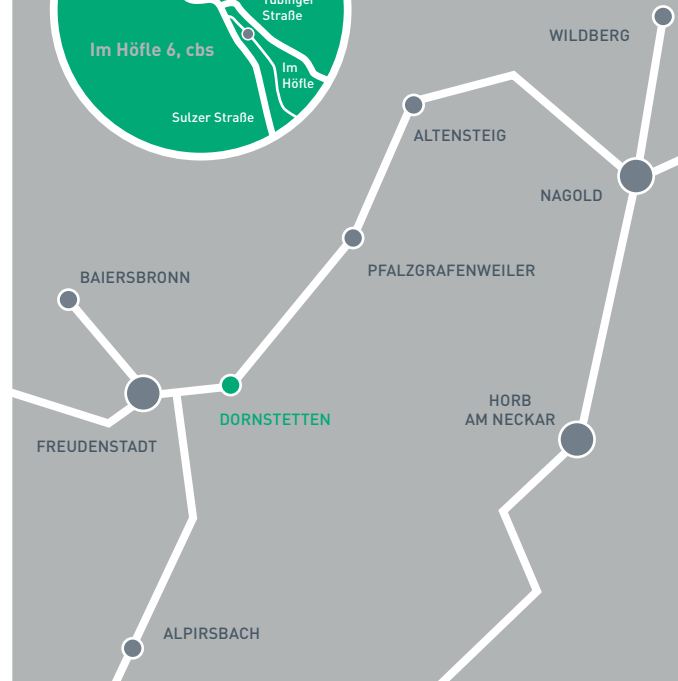 Tübinger
Straße
WILDBERG
Im Höfle 6, cbs
Im
Höfle
Sulzer Straße
ALTENSTEIG
NAGOLD
PFALZGRAFENWEILER
BAIERSBRONN
HORB
AM NECKAR
DORNSTETTEN
FREUDENSTADT
ALPIRSBACH